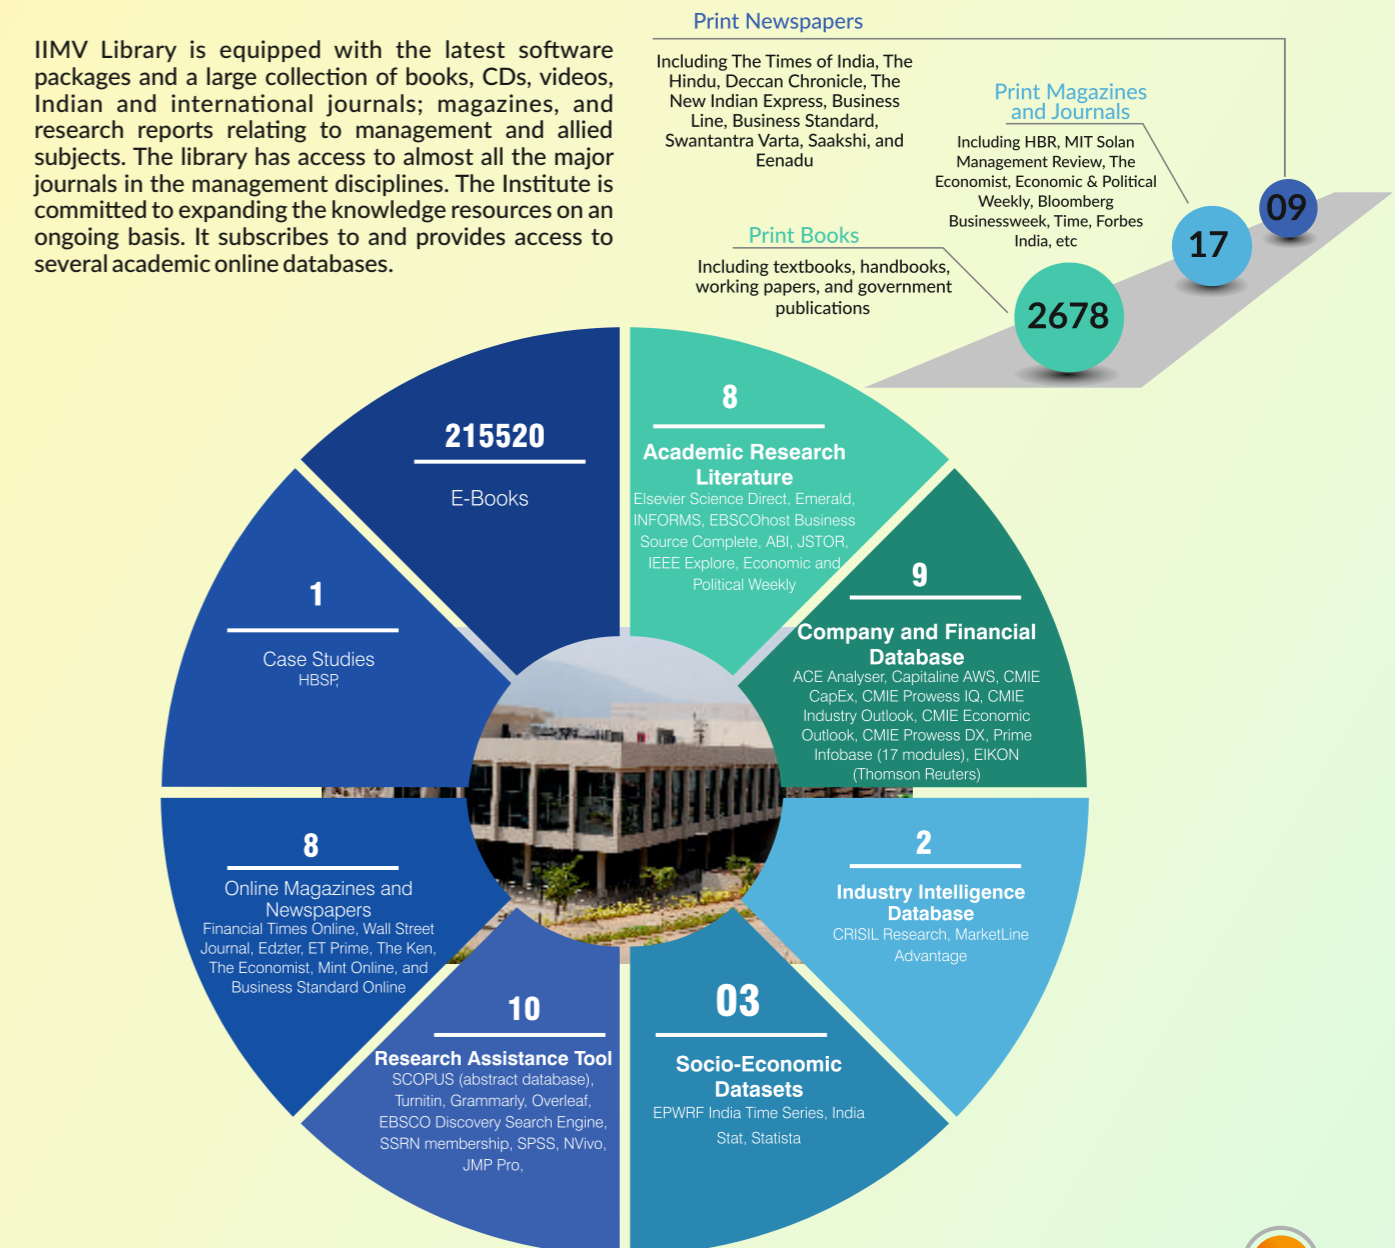 IIMV Library is equipped with the latest software
packages and a large collection of books, CDs, videos,
Indian and international journals; magazines, and
research reports relating to management and allied
subjects. The library has access to almost all the major
journals in the management disciplines. The Institute is
committed to expanding the knowledge resources on an
ongoing basis. It subscribes to and provides access to
several academic online databases.
Print Newspapers
Including The Times of India, The
Hindu, Deccan Chronicle, The
New Indian Express, Business
Line, Business Standard,
Swantantra Varta, Saakshi, and
Eenadu
09
Print Magazines
and Journals
Including HBR, MIT Solan
Management Review, The
Economist, Economic & Political
Weekly, Bloomberg
Businessweek, Time, Forbes
India, etc
17
Print Books
Including textbooks, handbooks,
working papers, and government
publications
2678
8
Academic Research
Literature
Elsevier Science Direct, Emerald,
INFORMS, EBSCOhost Business
Source Complete, ABI, JSTOR,
IEEE Explore, Economic and
Political Weekly
9
Company and Financial
Database
ACE Analyser, Capitaline AWS, CMIE
CapEx, CMIE Prowess IQ, CMIE
Industry Outlook, CMIE Economic
Outlook, CMIE Prowess DX, Prime
Infobase (17 modules), EIKON
(Thomson Reuters)
2
Industry Intelligence
Database
CRISIL Research, MarketLine
Advantage
03
Socio-Economic
Datasets
EPWRF India Time Series, India
Stat, Statista
10
Research Assistance Tool
SCOPUS (abstract database),
Turnitin, Grammarly, Overleaf,
EBSCO Discovery Search Engine,
SSRN membership, SPSS, NVivo,
JMP Pro,
8
Online Magazines and
Newspapers
Financial Times Online, Wall Street
Journal, Edzter, ET Prime, The Ken,
The Economist, Mint Online, and
Business Standard Online
1
Case Studies
HBSP,
215520
E-Books